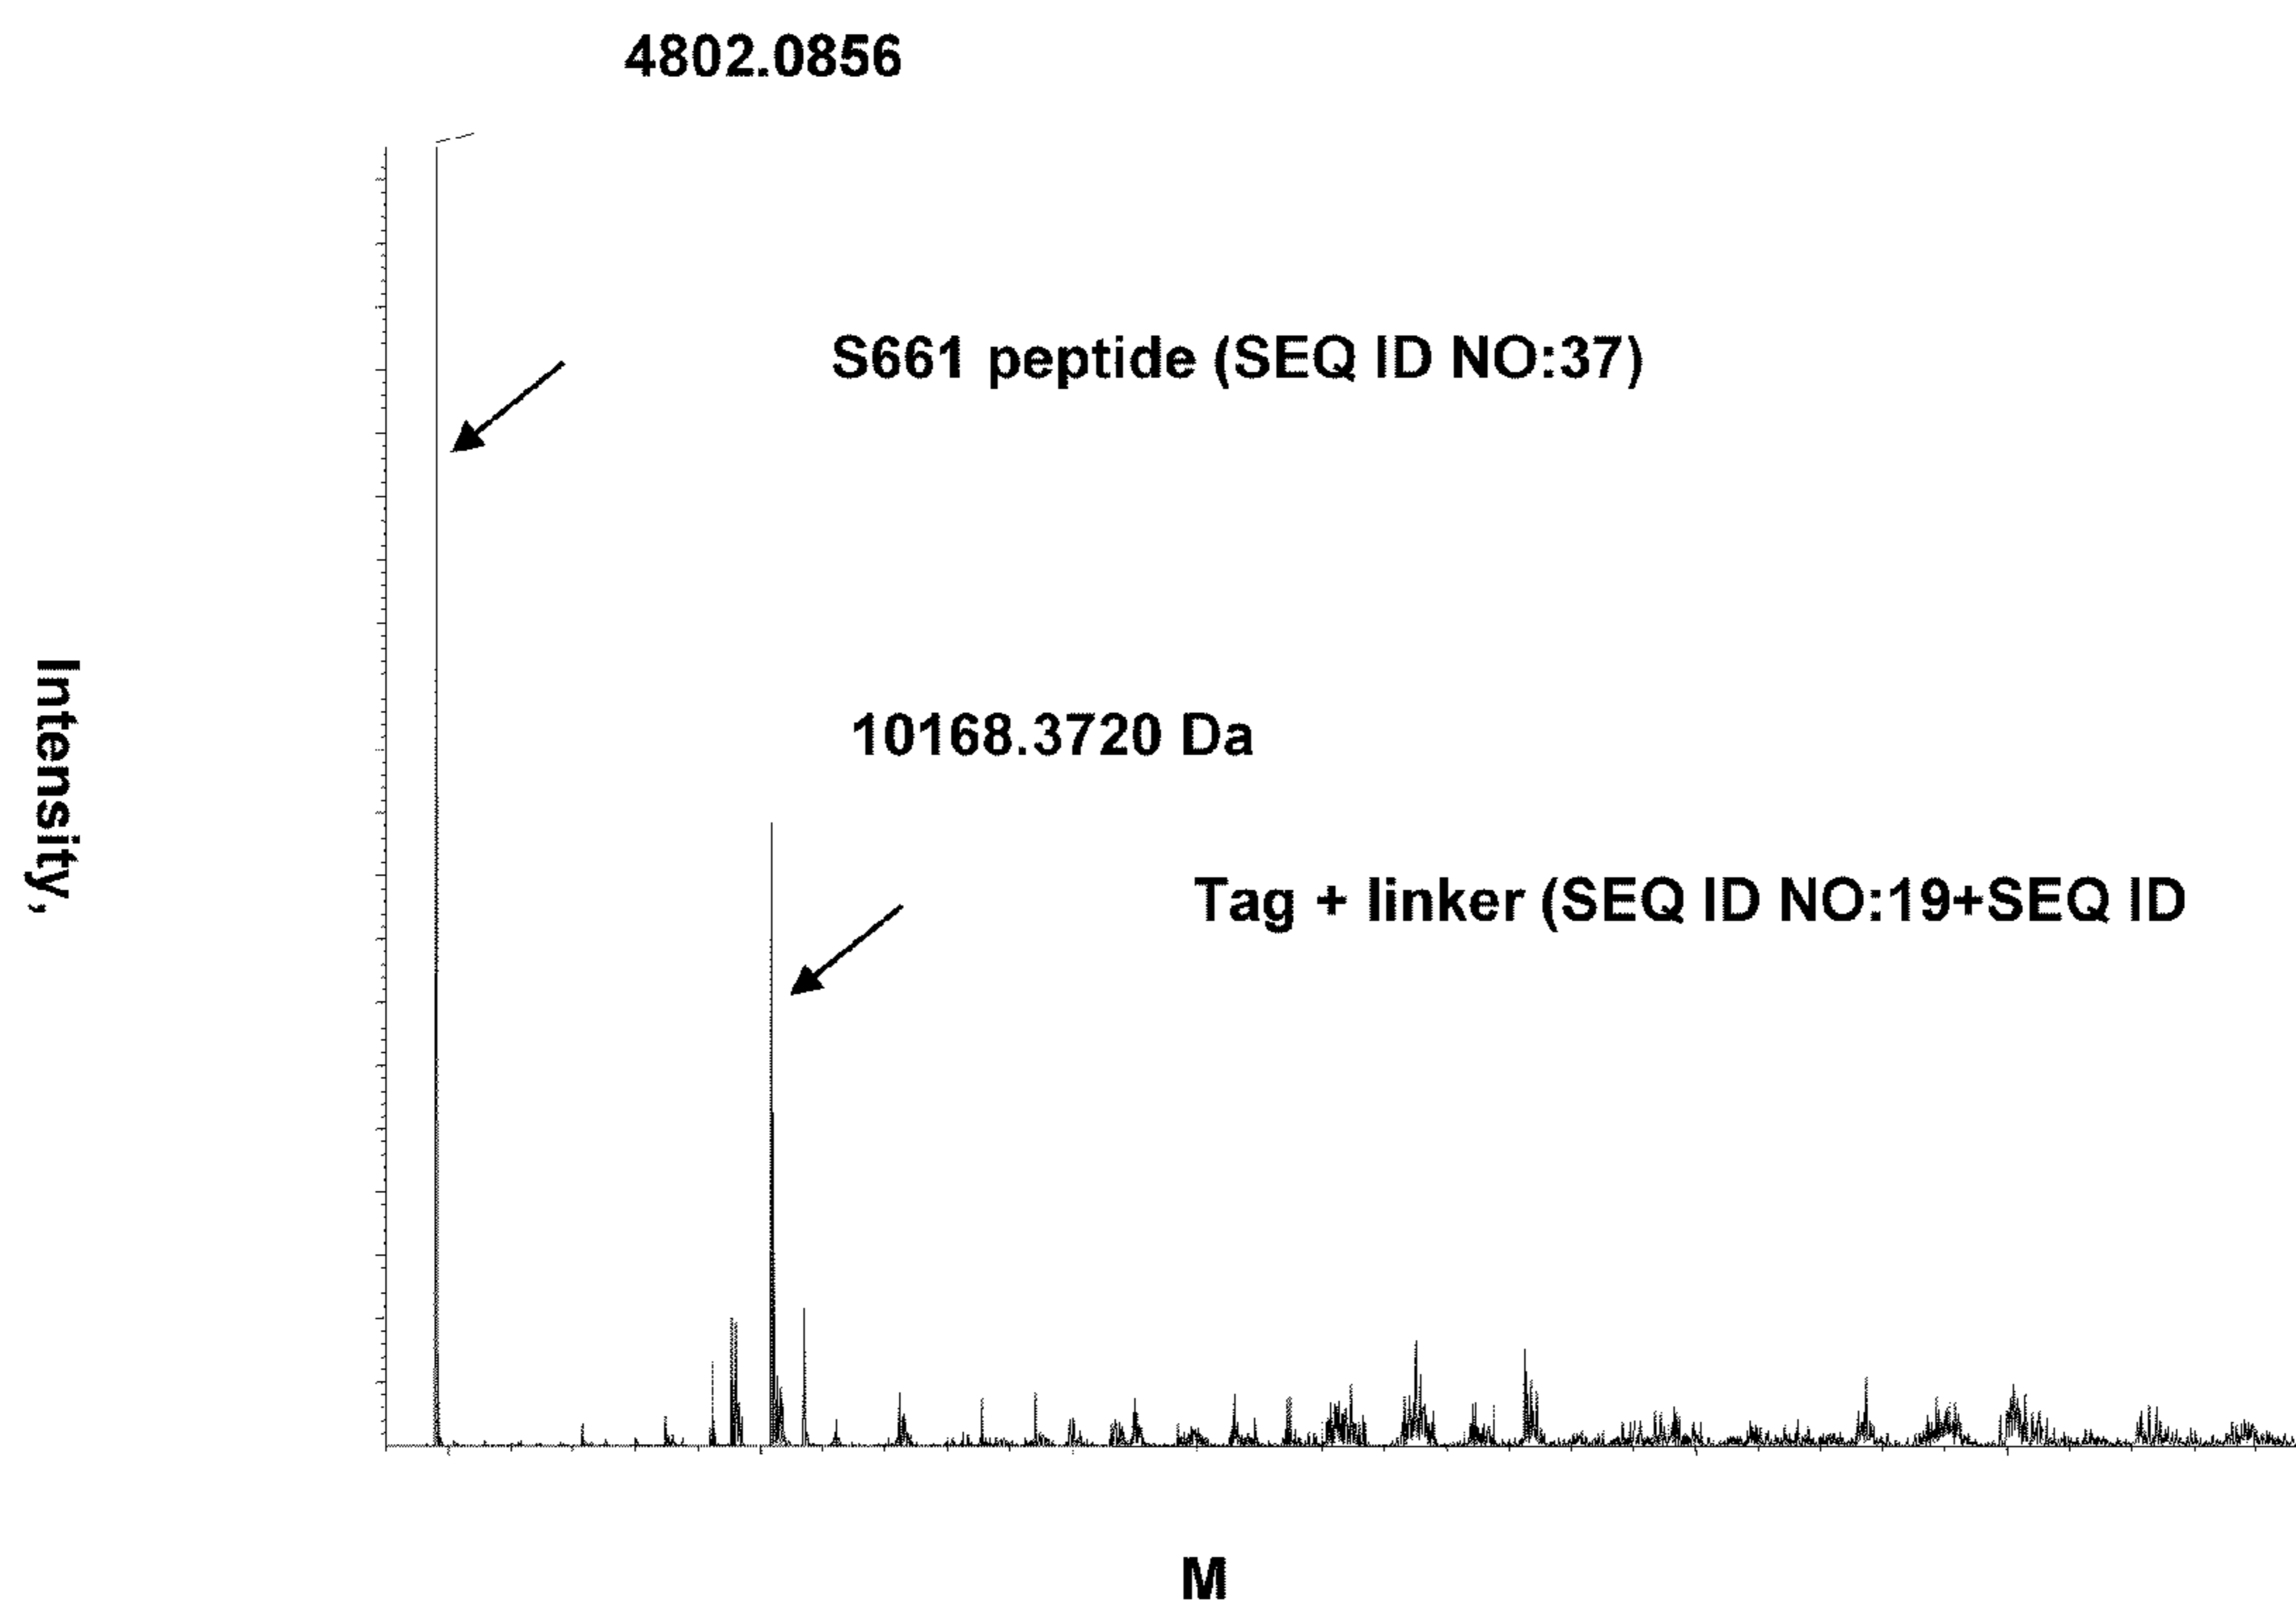 4802.0856
S661 peptide (SEQ ID NO:37)
10168.3720 Da
Tag + linker (SEQ ID NO:19+SEQ ID
Intensity,
M